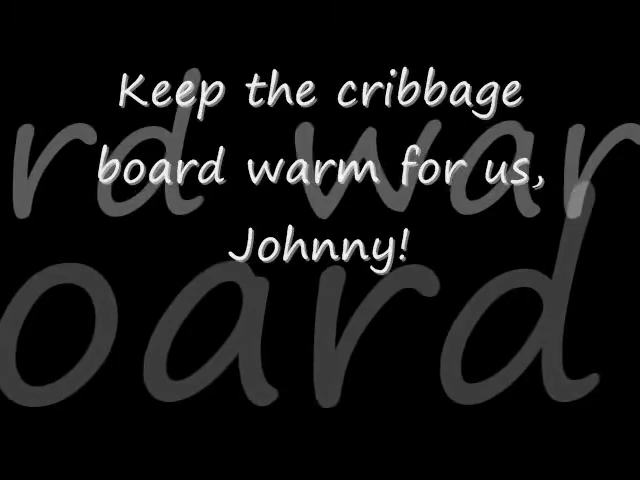 Keep the cribbage
board warm for us,
Johnny!
rd war
oard